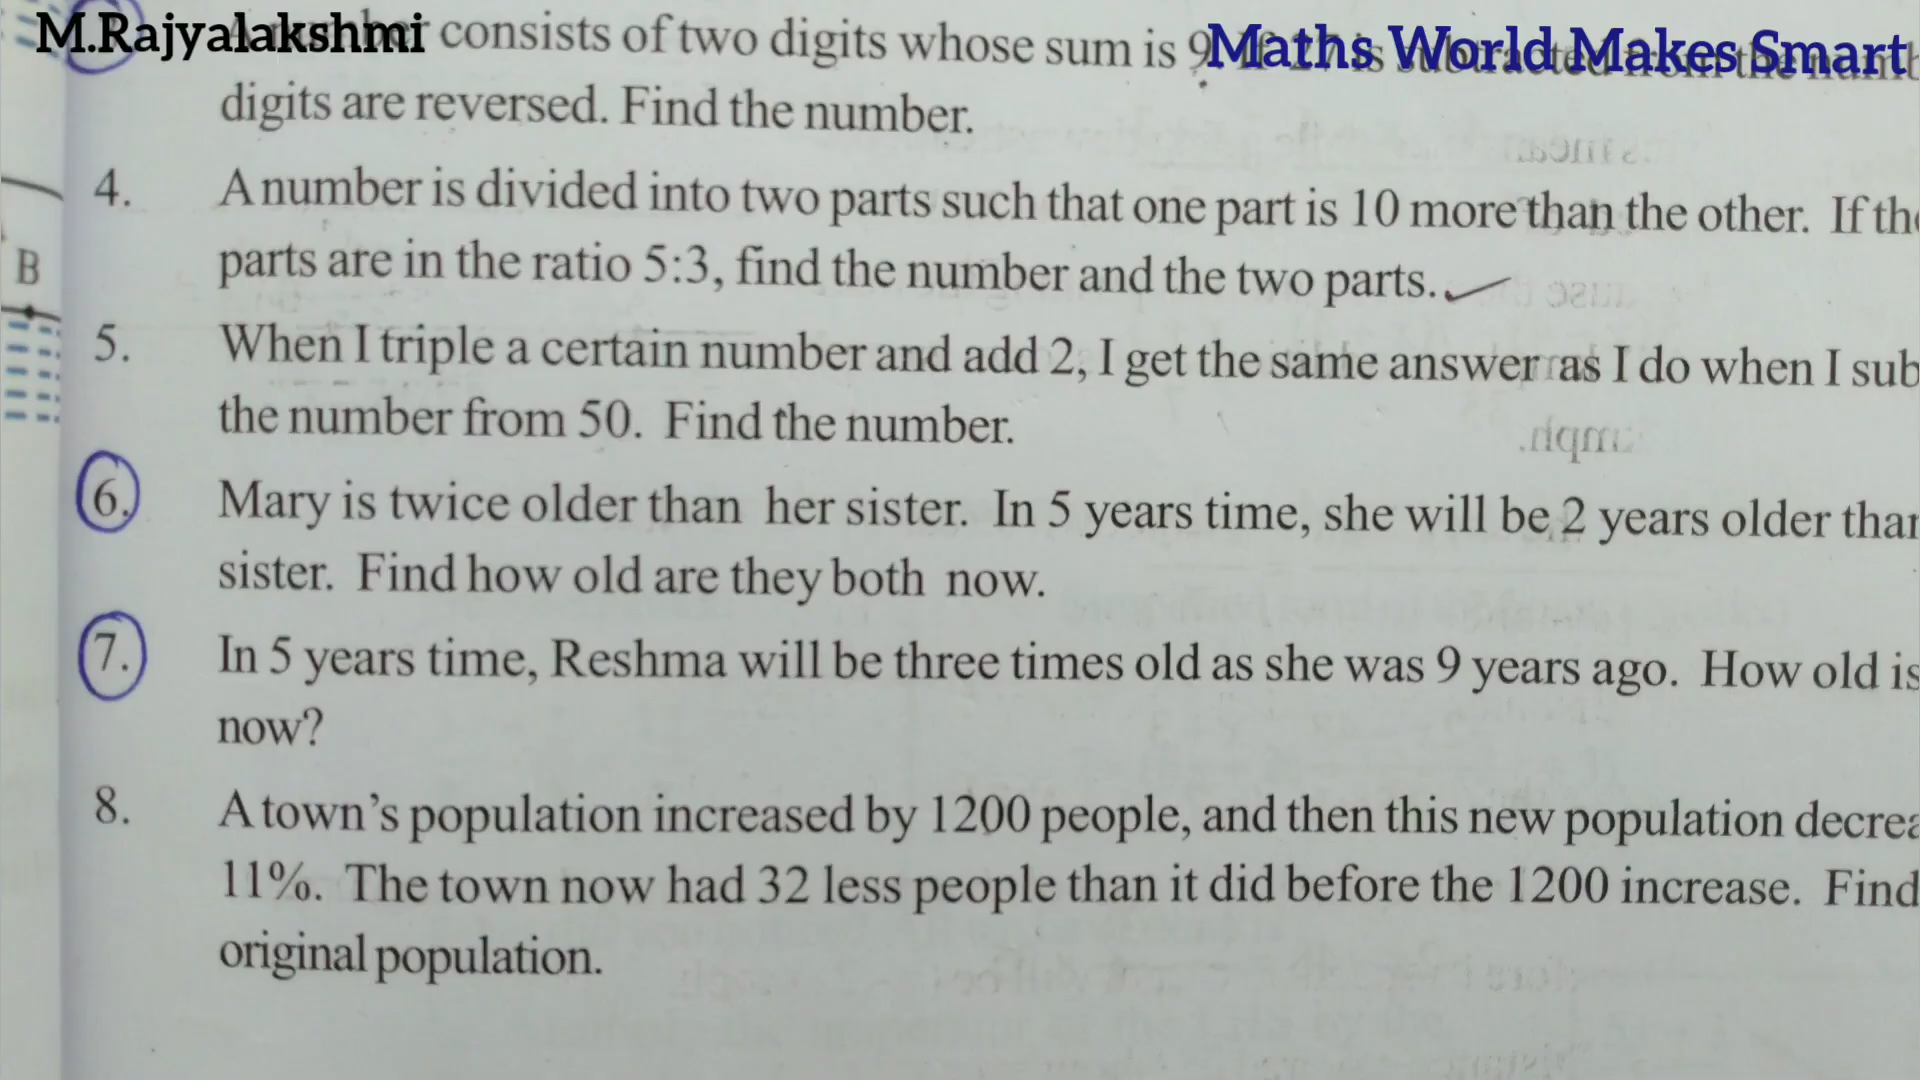 M.Rajyalakshmi
Maths World Makes Smart
consists of two digits whose sum is 9. If 27 is subtracted from the
digits are reversed. Find the number.
4. A number is divided into two parts such that one part is 10 more than the other. If
parts are in the ratio 5:3, find the number and the two parts.
B
5. When I triple a certain number and add 2, I get the same answer as I do when I sub
the number from 50. Find the number.
6. Mary is twice older than her sister. In 5 years time, she will be 2 years older than
sister. Find how old are they both now.
7. In 5 years time, Reshma will be three times old as she was 9 years ago. How old is
now?
8. A town's population increased by 1200 people, and then this new population decrea
11%. The town now had 32 less people than it did before the 1200 increase. Find
original population.